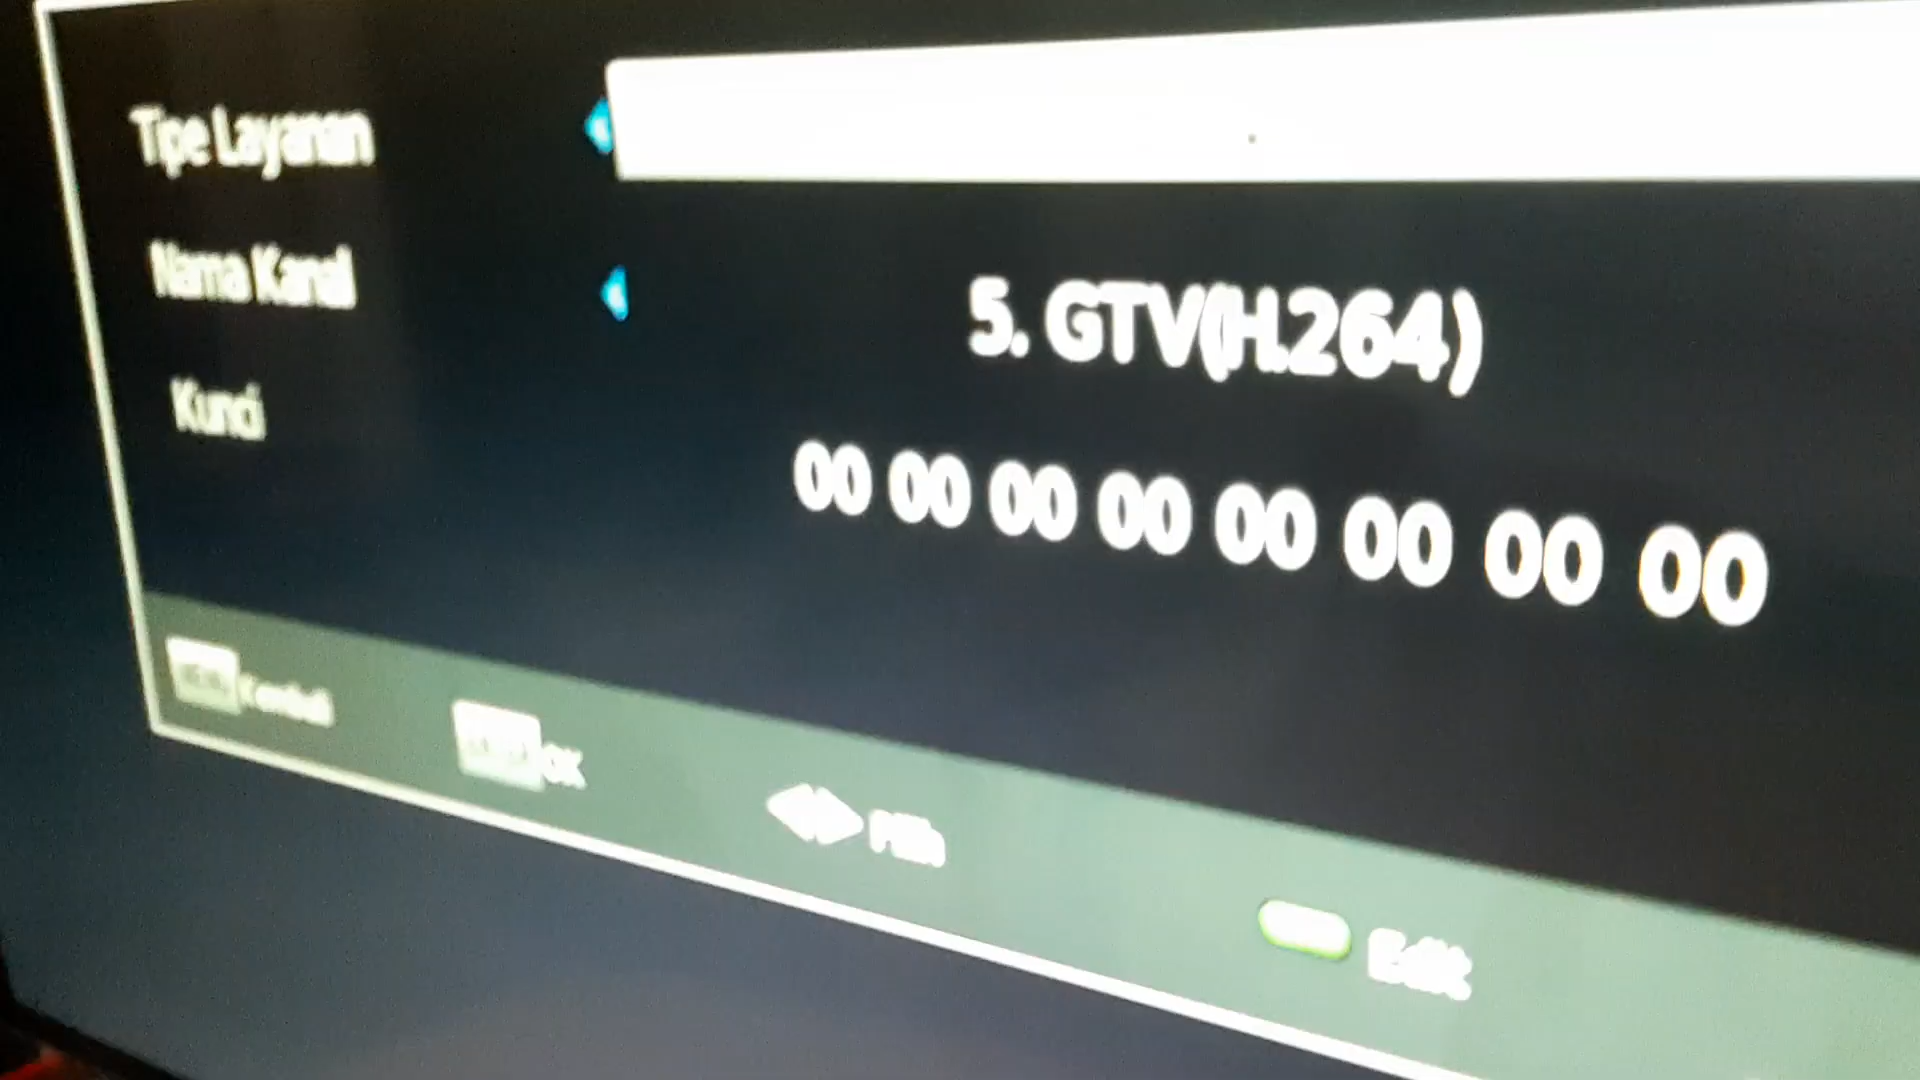 Tipe Layanan
Nama Kanal
5. GTV(H.264)
Kunci
00 00 00 00 00 00 00 00
Kembali
OK
Pilih
Edit